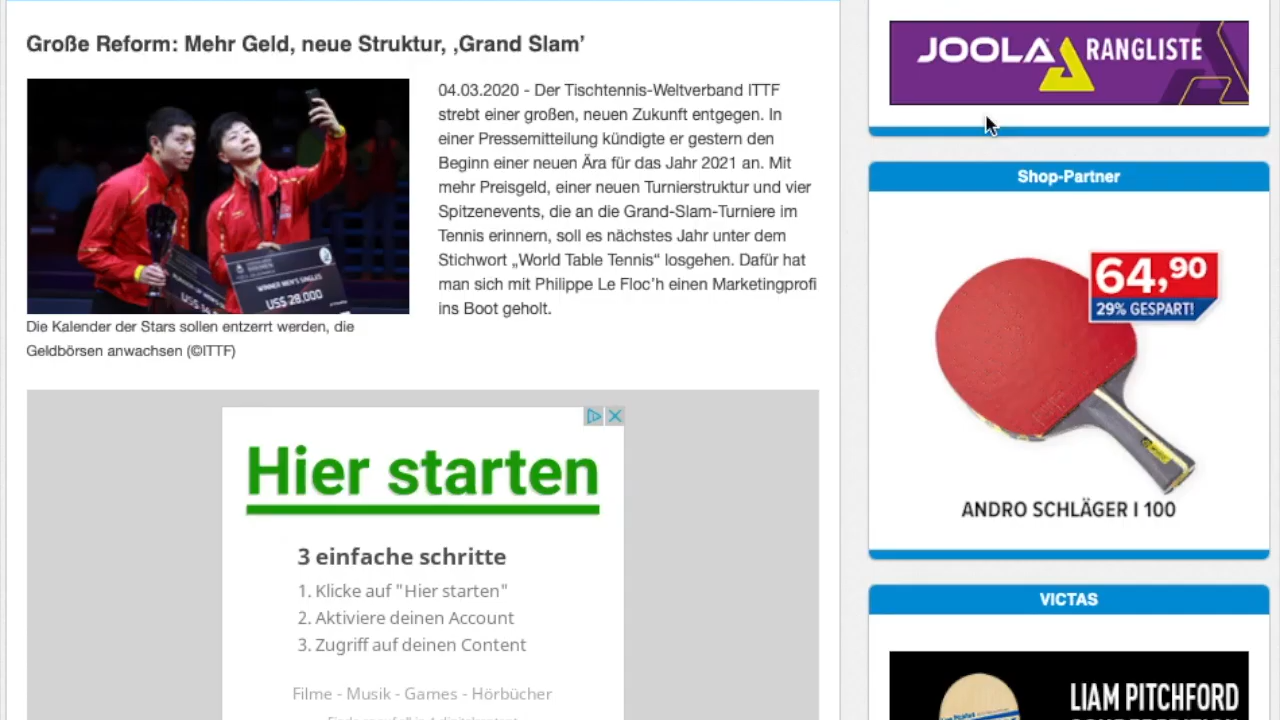 Große Reform: Mehr Geld, neue Struktur, ‚Grand Slam’
04.03.2020 - Der Tischtennis-Weltverband ITTF
strebt einer großen, neuen Zukunft entgegen. In
einer Pressemitteilung kündigte er gestern den
Beginn einer neuen Ära für das Jahr 2021 an. Mit
mehr Preisgeld, einer neuen Turnierstruktur und vier
Spitzenevents, die an die Grand-Slam-Turniere im
Tennis erinnern, soll es nächstes Jahr unter dem
Stichwort „World Table Tennis“ losgehen. Dafür hat
man sich mit Philippe Le Floc’h einen Marketingprofi
ins Boot geholt.
WINNER MEN'S SINGLES
US$ 28,000
Die Kalender der Stars sollen entzerrt werden, die
Geldbörsen anwachsen (©ITTF)
Hier starten
3 einfache schritte
1. Klicke auf "Hier starten"
2. Aktiviere deinen Account
3. Zugriff auf deinen Content
Filme - Musik - Games - Hörbücher
JOOLA RANGLISTE
Shop-Partner
64,90
29% GESPART!
ANDRO SCHLÄGER I 100
VICTAS
LIAM PITCHFORD